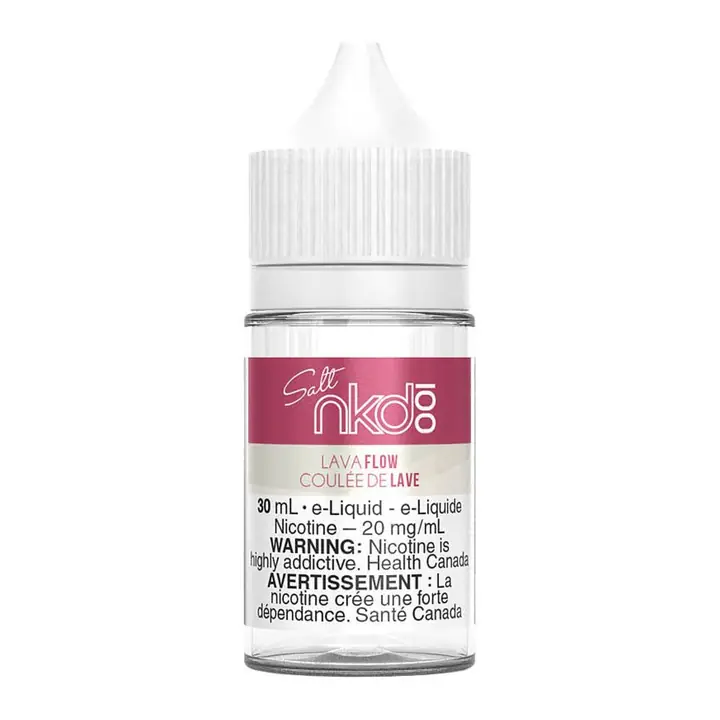 Salt
nkd 100
LAVA FLOW
COULÉE DE LAVE
30 mL • e-Liquid - e-Liquide
Nicotine — 20 mg/mL
WARNING: Nicotine is
highly addictive. Health Canada
AVERTISSEMENT : La
nicotine crée une forte
dépendance. Santé Canada